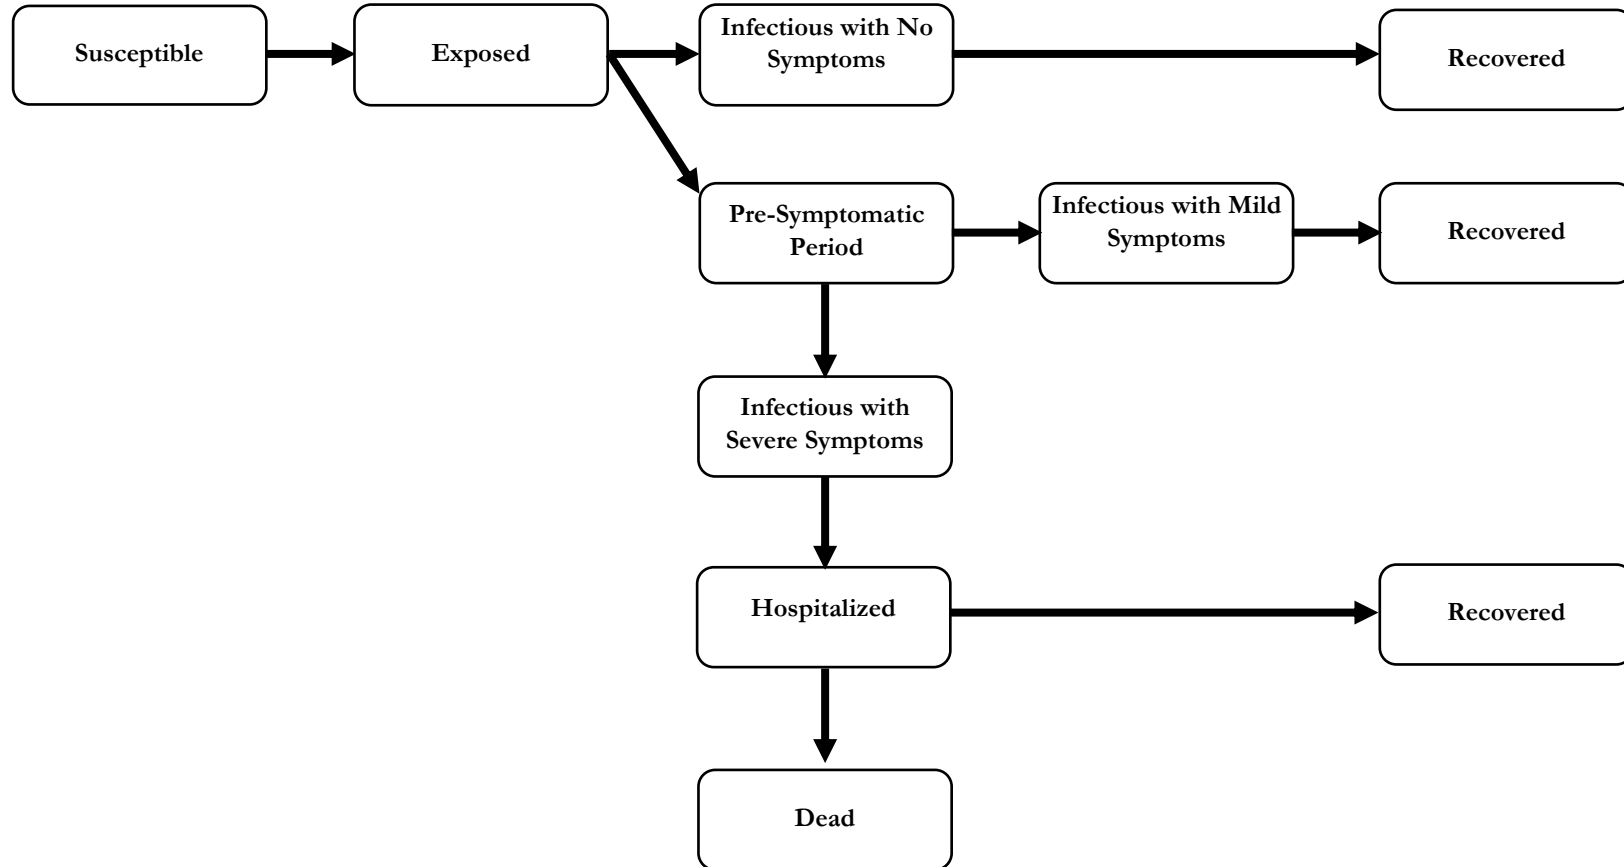 Susceptible
Exposed
Infectious with No
Symptoms
Recovered
Pre-Symptomatic
Period
Infectious with Mild
Symptoms
Recovered
Infectious with
Severe Symptoms
Hospitalized
Recovered
Dead